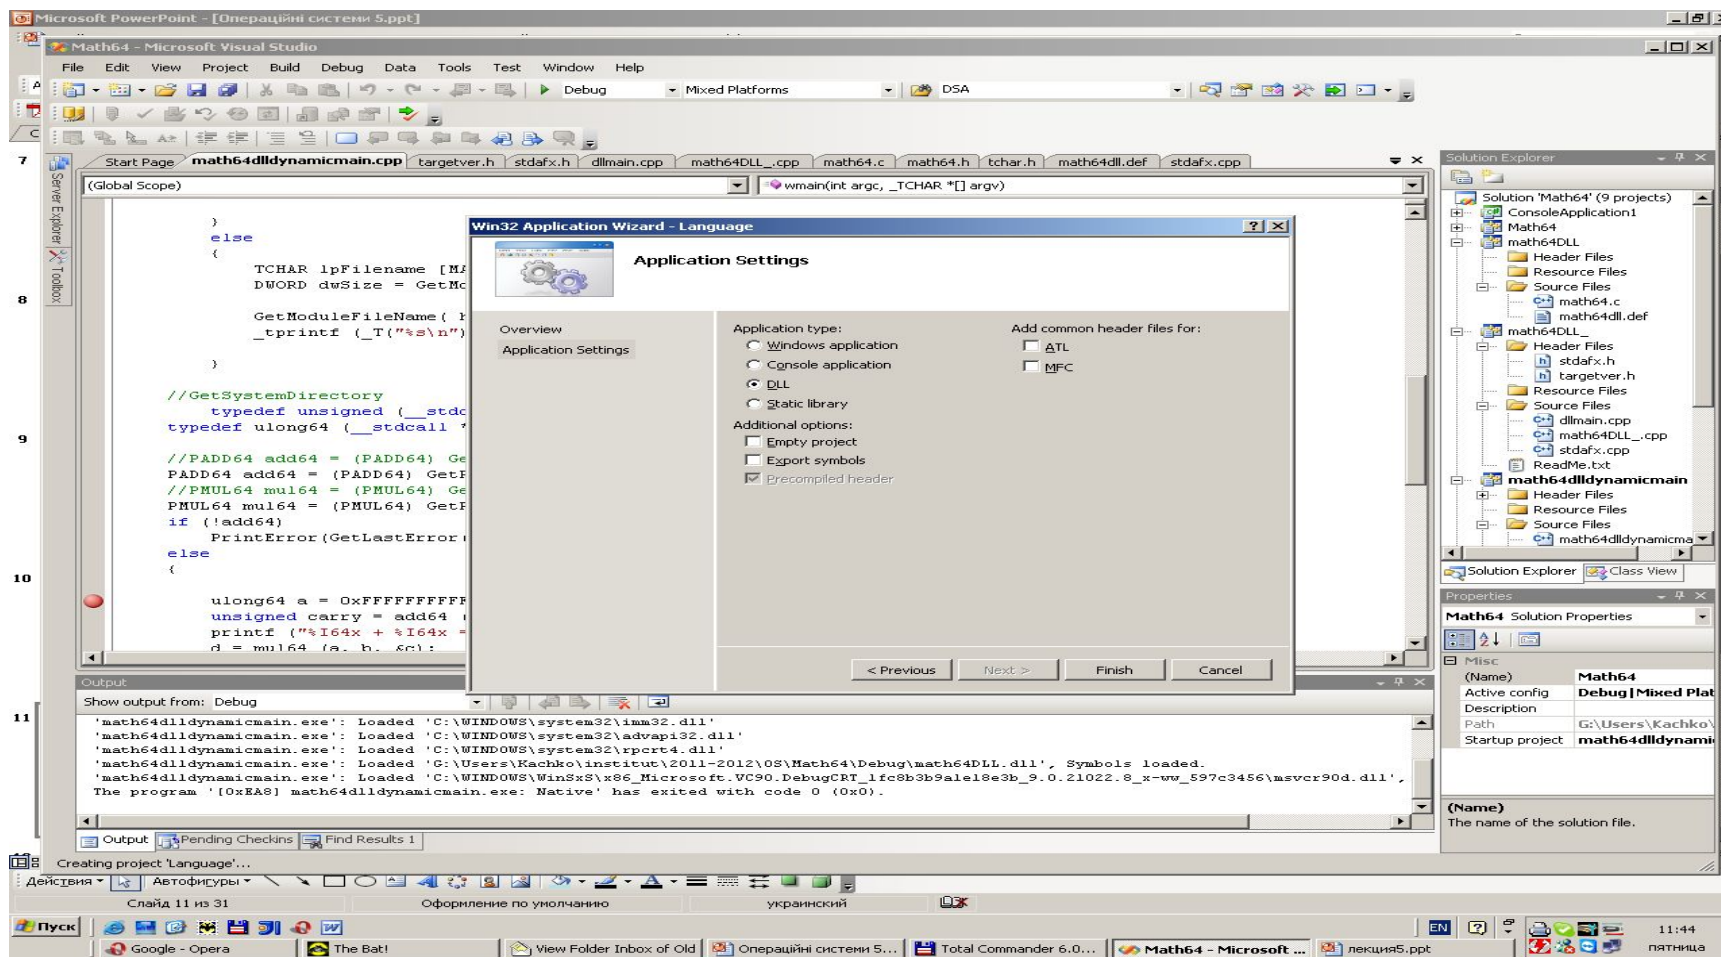 Microsoft PowerPoint - [Операційні системи 5.ppt]
Math64 - Microsoft Visual Studio
File Edit View Project Build Debug Data Tools Test Window Help
Debug Mixed Platforms DSA
Start Page math64dlldynamicmain.cpp targetver.h stdafx.h dllmain.cpp math64DLL_.cpp math64.c math64.h tchar.h math64dll.def stdafx.cpp
(Global Scope) wmain(int argc, _TCHAR *[] argv)
Server Explorer
Toolbox
7
8
9
10
11
}
else
{
TCHAR lpFilename [MA
DWORD dwSize = GetMo
GetModuleFileName( h
_tprintf (_T("%s\n")
}
//GetSystemDirectory
typedef unsigned (__stdc
typedef ulong64 (__stdcall *
//PADD64 add64 = (PADD64) Ge
PADD64 add64 = (PADD64) GetP
//PMUL64 mul64 = (PMUL64) Ge
PMUL64 mul64 = (PMUL64) GetP
if (!add64)
PrintError(GetLastError(
else
{
ulong64 a = 0xFFFFFFFFFF
unsigned carry = add64 (
printf ("%I64x + %I64x =
d = mul64 (a, b, &c);
Win32 Application Wizard - Language
Application Settings
Overview
Application Settings
Application type:
Windows application
Console application
DLL
Static library
Additional options:
Empty project
Export symbols
Precompiled header
Add common header files for:
ATL
MFC
< Previous Next > Finish Cancel
Solution Explorer
Solution 'Math64' (9 projects)
ConsoleApplication1
Math64
math64DLL
Header Files
Resource Files
Source Files
math64.c
math64dll.def
math64DLL_
Header Files
stdafx.h
targetver.h
Resource Files
Source Files
dllmain.cpp
math64DLL_.cpp
stdafx.cpp
ReadMe.txt
math64dlldynamicmain
Header Files
Resource Files
Source Files
math64dlldynamicma
Solution Explorer Class View
Properties
Math64 Solution Properties
Misc
(Name) Math64
Active config Debug|Mixed Plat
Description
Path G:\Users\Kachko\
Startup project math64dlldynami
(Name)
The name of the solution file.
Output
Show output from: Debug
'math64dlldynamicmain.exe': Loaded 'C:\WINDOWS\system32\imm32.dll'
'math64dlldynamicmain.exe': Loaded 'C:\WINDOWS\system32\advapi32.dll'
'math64dlldynamicmain.exe': Loaded 'C:\WINDOWS\system32\rpcrt4.dll'
'math64dlldynamicmain.exe': Loaded 'G:\Users\Kachko\institut\2011-2012\OS\Math64\Debug\math64DLL.dll', Symbols loaded.
'math64dlldynamicmain.exe': Loaded 'C:\WINDOWS\WinSxS\x86_Microsoft.VC90.DebugCRT_1fc8b3b9a1e18e3b_9.0.21022.8_x-ww_597c3456\msvcr90d.dll',
The program '[0xEA8] math64dlldynamicmain.exe: Native' has exited with code 0 (0x0).
Output Pending Checkins Find Results 1
Creating project 'Language'...
Действия Автофигуры
Слайд 11 из 31 Оформление по умолчанию украинский
Пуск EN 11:44
Google - Opera The Bat! View Folder Inbox of Old Операційні системи 5... Total Commander 6.0... Math64 - Microsoft ... лекция5.ppt пятница